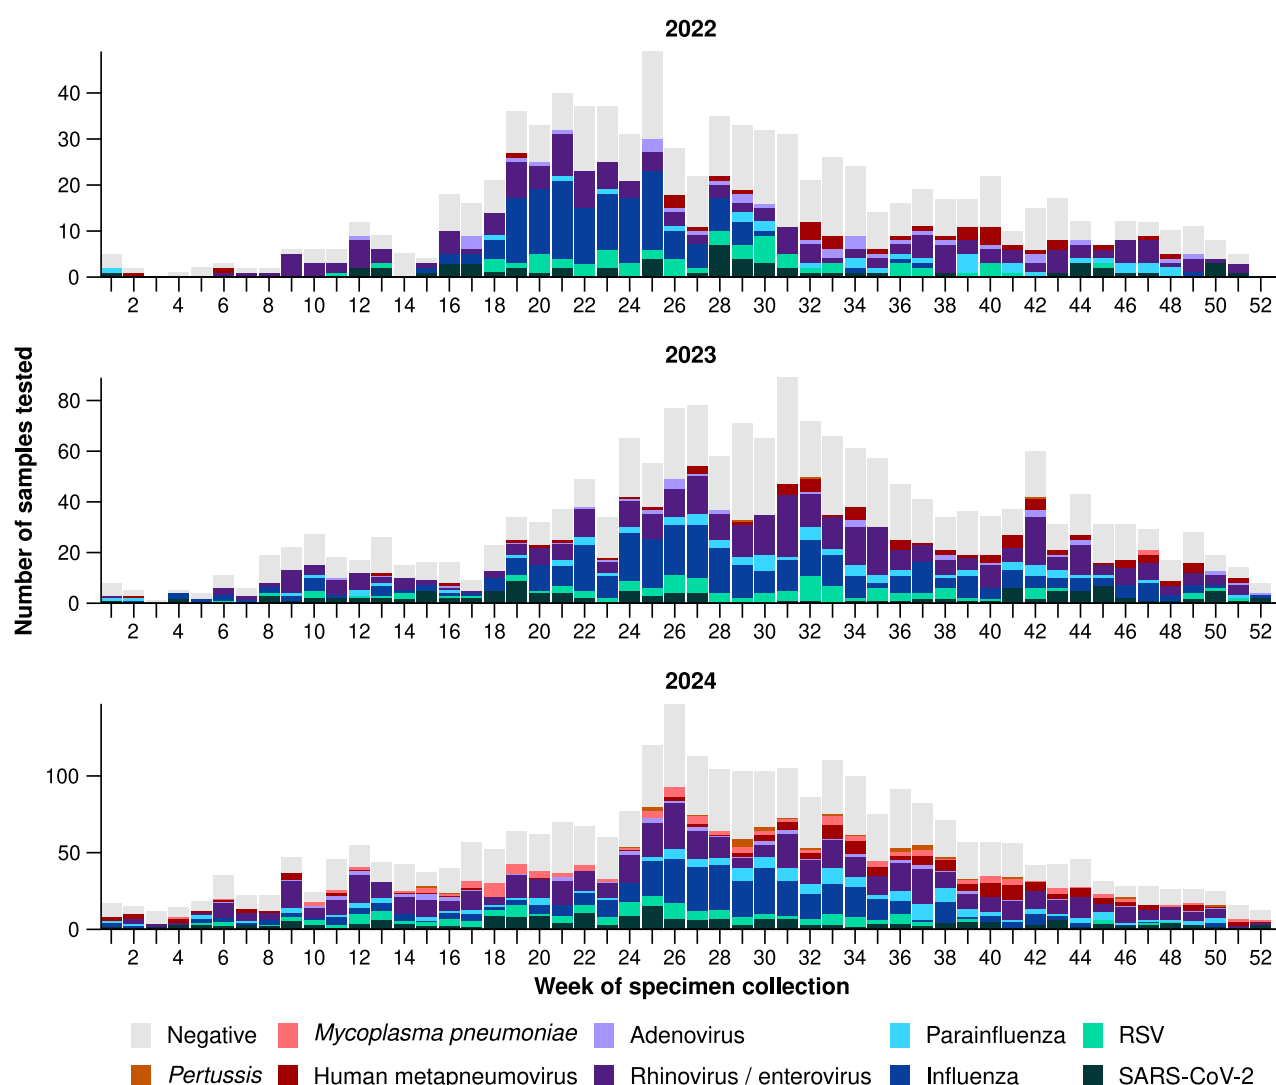 2022
40
30
20
10
0
2 4 6 8 10 12 14 16 18 20 22 24 26 28 30 32 34 36 38 40 42 44 46 48 50 52
Number of samples tested
2023
80
60
40
20
0
2 4 6 8 10 12 14 16 18 20 22 24 26 28 30 32 34 36 38 40 42 44 46 48 50 52
2024
100
50
0
2 4 6 8 10 12 14 16 18 20 22 24 26 28 30 32 34 36 38 40 42 44 46 48 50 52
Week of specimen collection
Negative Mycoplasma pneumoniae Adenovirus Parainfluenza RSV
Pertussis Human metapneumovirus Rhinovirus / enterovirus Influenza SARS-CoV-2